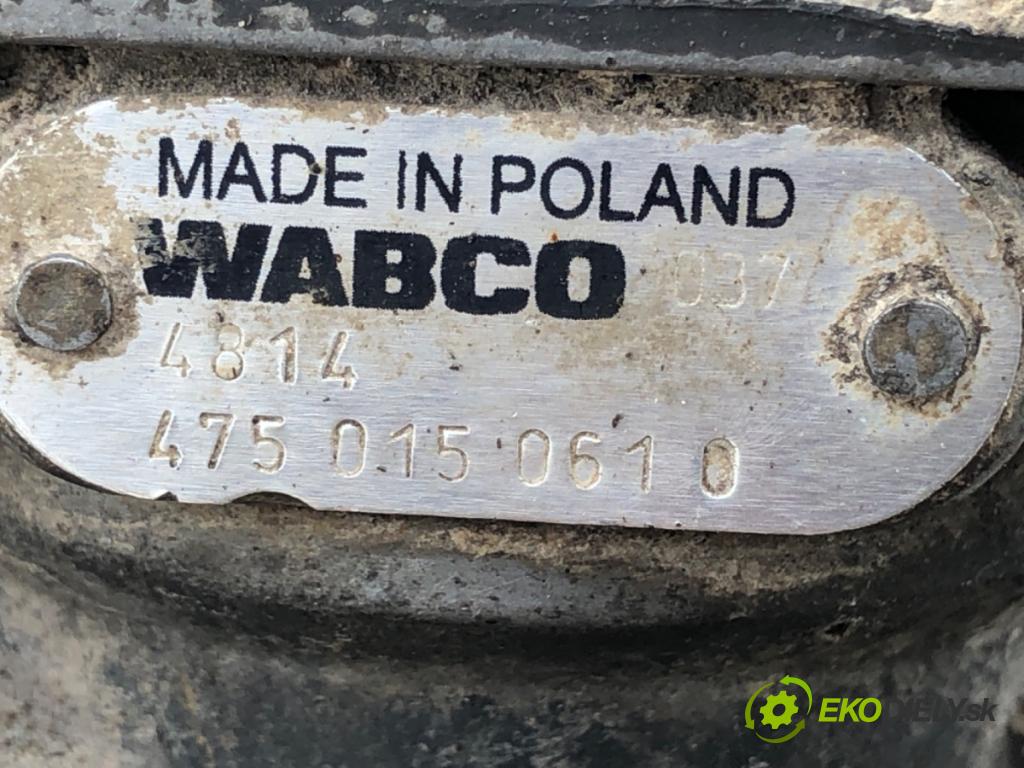 MADE IN POLAND
WABCO 037
4814
475 015 061 0
EKODIELY.sk